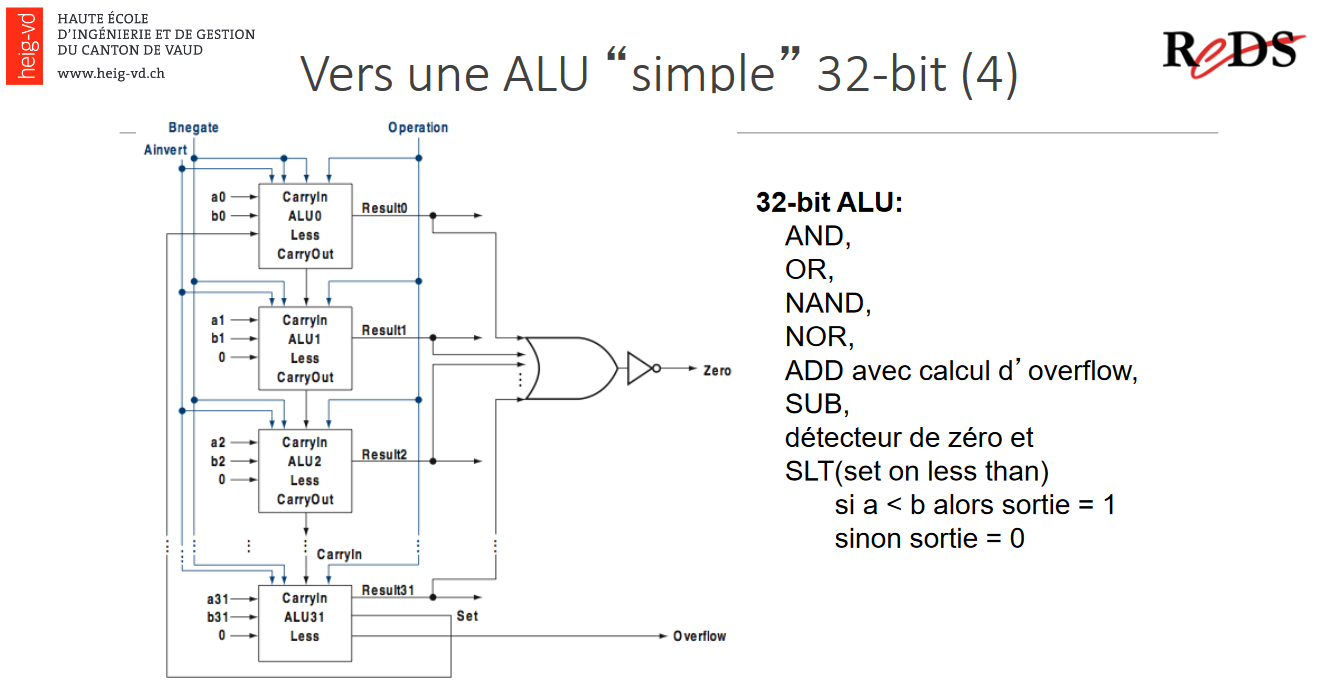 heig-vd
HAUTE ÉCOLE
D'INGÉNIERIE ET DE GESTION
DU CANTON DE VAUD
www.heig-vd.ch
ReDS
Vers une ALU “simple” 32-bit (4)
Bnegate
Operation
Ainvert
a0
b0
CarryIn
ALU0
Less
CarryOut
Result0
a1
b1
0
CarryIn
ALU1
Less
CarryOut
Result1
Zero
a2
b2
0
CarryIn
ALU2
Less
CarryOut
Result2
CarryIn
a31
b31
0
CarryIn
ALU31
Less
Result31
Set
Overflow
32-bit ALU:
AND,
OR,
NAND,
NOR,
ADD avec calcul d’overflow,
SUB,
détecteur de zéro et
SLT(set on less than)
si a < b alors sortie = 1
sinon sortie = 0